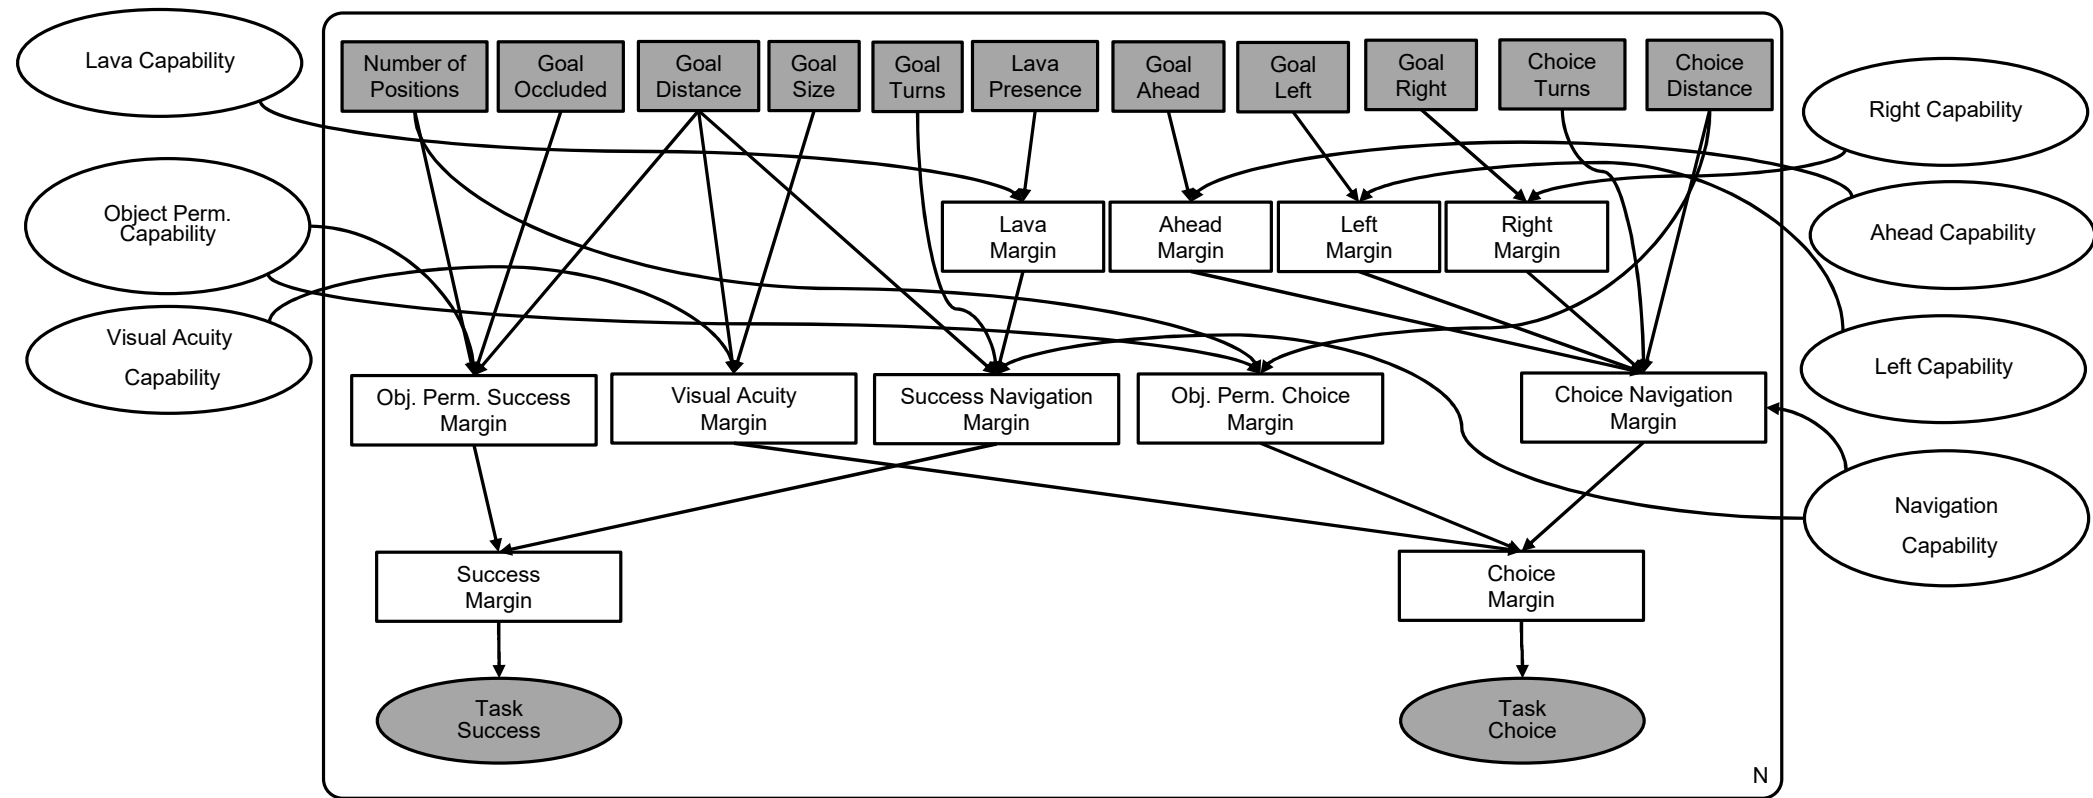 Lava Capability
Number of
Positions
Goal
Occluded
Goal
Distance
Goal
Size
Goal
Turns
Lava
Presence
Goal
Ahead
Goal
Left
Goal
Right
Choice
Turns
Choice
Distance
Right Capability
Object Perm.
Capability
Lava
Margin
Ahead
Margin
Left
Margin
Right
Margin
Ahead Capability
Visual Acuity
Capability
Left Capability
Obj. Perm. Success
Margin
Visual Acuity
Margin
Success Navigation
Margin
Obj. Perm. Choice
Margin
Choice Navigation
Margin
Navigation
Capability
Success
Margin
Choice
Margin
Task
Success
Task
Choice
N